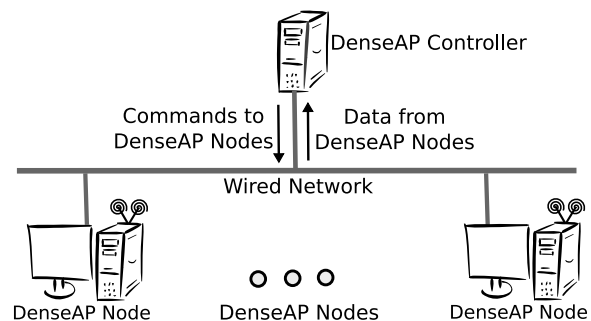 DenseAP Controller
Commands to
DenseAP Nodes
Data from
DenseAP Nodes
Wired Network
DenseAP Node
DenseAP Nodes
DenseAP Node